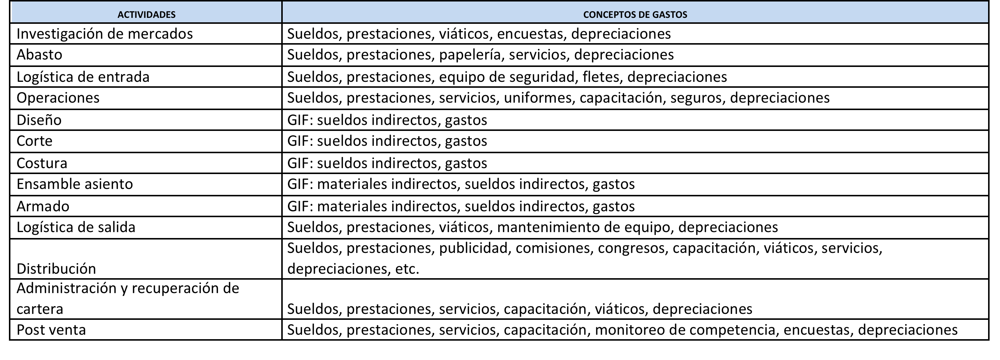 ACTIVIDADES CONCEPTOS DE GASTOS
Investigación de mercados Sueldos, prestaciones, viáticos, encuestas, depreciaciones
Abasto Sueldos, prestaciones, papelería, servicios, depreciaciones
Logística de entrada Sueldos, prestaciones, equipo de seguridad, fletes, depreciaciones
Operaciones Sueldos, prestaciones, servicios, uniformes, capacitación, seguros, depreciaciones
Diseño GIF: sueldos indirectos, gastos
Corte GIF: sueldos indirectos, gastos
Costura GIF: sueldos indirectos, gastos
Ensamble asiento GIF: materiales indirectos, sueldos indirectos, gastos
Armado GIF: materiales indirectos, sueldos indirectos, gastos
Logística de salida Sueldos, prestaciones, viáticos, mantenimiento de equipo, depreciaciones
Sueldos, prestaciones, publicidad, comisiones, congresos, capacitación, viáticos, servicios,
Distribución depreciaciones, etc.
Administración y recuperación de
cartera Sueldos, prestaciones, servicios, capacitación, viáticos, depreciaciones
Post venta Sueldos, prestaciones, servicios, capacitación, monitoreo de competencia, encuestas, depreciaciones